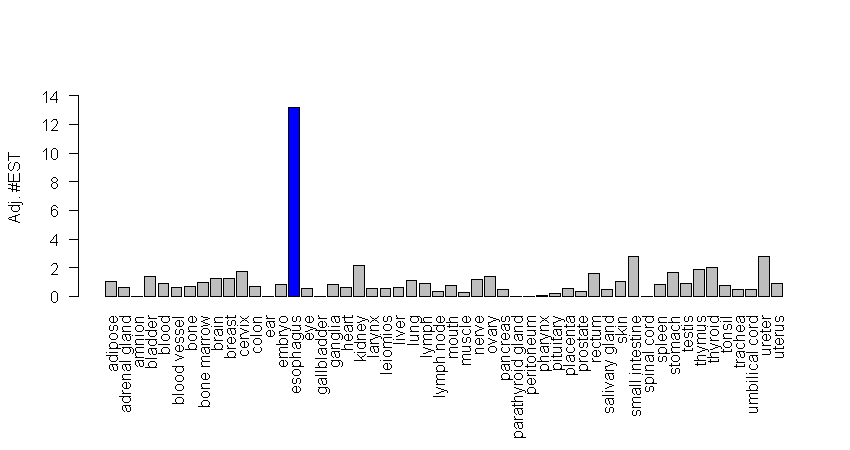 Adj. #EST
14
12
10
8
6
4
2
0
adipose
adrenal gland
amnion
bladder
blood
blood vessel
bone
bone marrow
brain
breast
cervix
colon
ear
embryo
esophagus
eye
gallbladder
ganglia
heart
kidney
larynx
leiomios
liver
lung
lymph
lymph node
mouth
muscle
nerve
ovary
pancreas
parathyroid gland
peritoneum
pharynx
pituitary
placenta
prostate
rectum
salivary gland
skin
small intestine
spinal cord
spleen
stomach
testis
thymus
thyroid
tonsil
trachea
umbilical cord
ureter
uterus